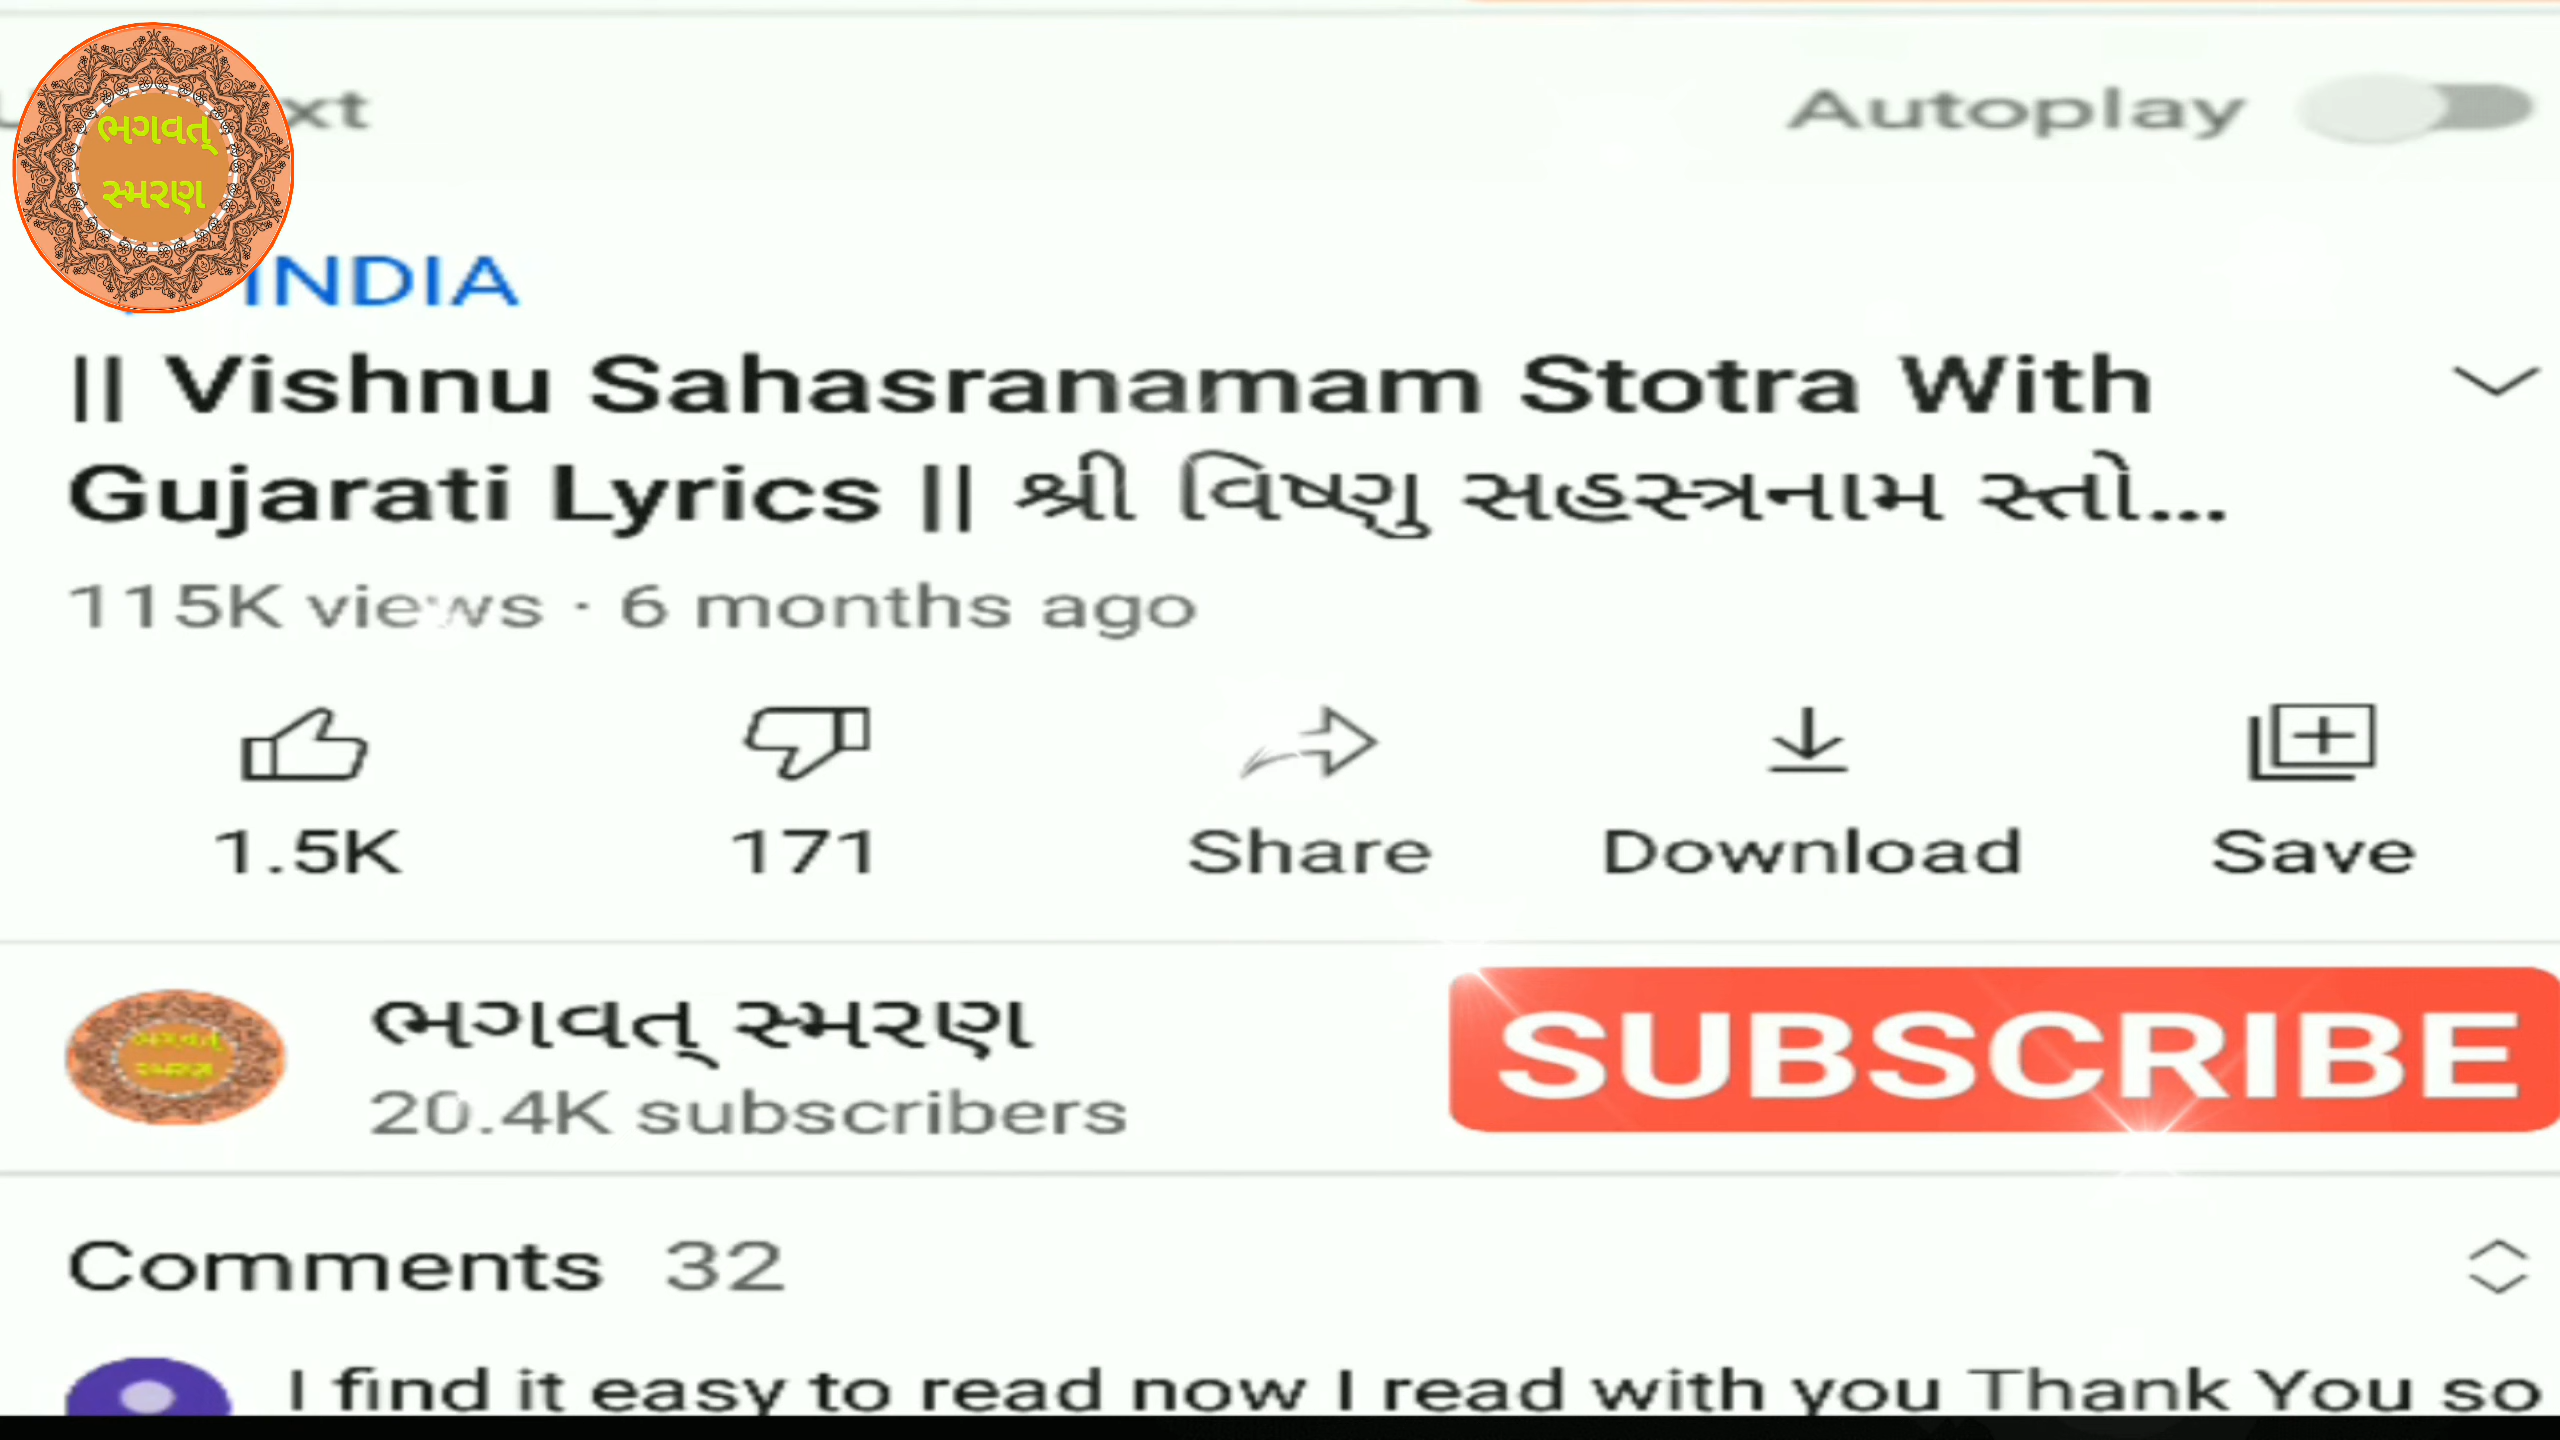 ભગવત્
સ્મરણ
xt
Autoplay
INDIA
|| Vishnu Sahasranamam Stotra With
Gujarati Lyrics || શ્રી વિષ્ણુ સહસ્ત્રનામ સ્તો...
115K views · 6 months ago
1.5K
171
Share
Download
Save
ભગવત્ સ્મરણ
20.4K subscribers
SUBSCRIBE
ભગવત્
સ્મરણ
Comments 32
I find it easy to read now I read with you Thank You so